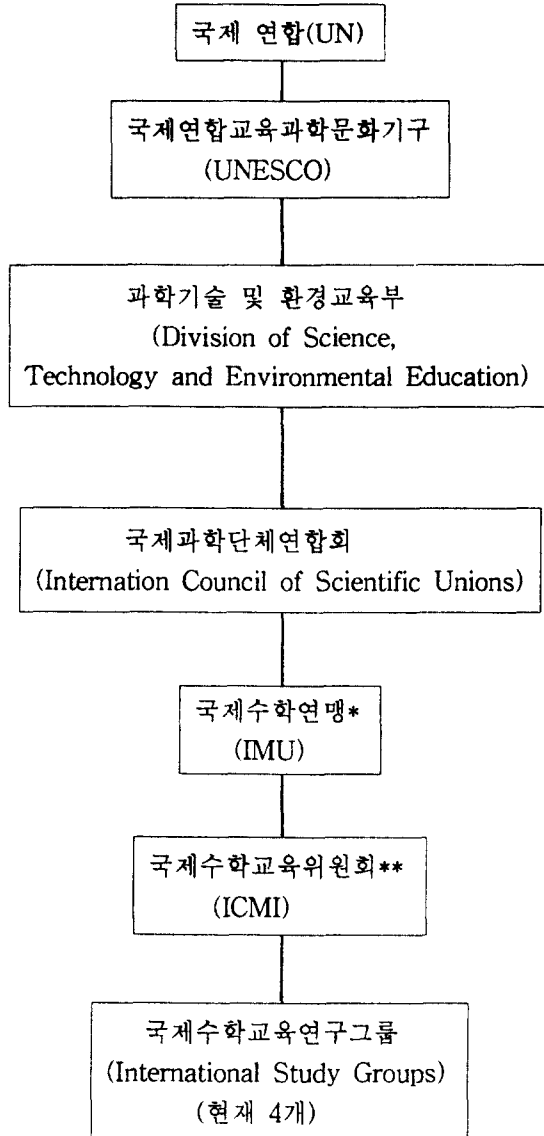 국제 연합(UN)
국제연합교육과학문화기구
(UNESCO)
과학기술 및 환경교육부
(Division of Science,
Technology and Environmental Education)
국제과학단체연합회
(Internation Council of Scientific Unions)
국제수학연맹*
(IMU)
국제수학교육위원회**
(ICMI)
국제수학교육연구그룹
(International Study Groups)
(현재 4개)